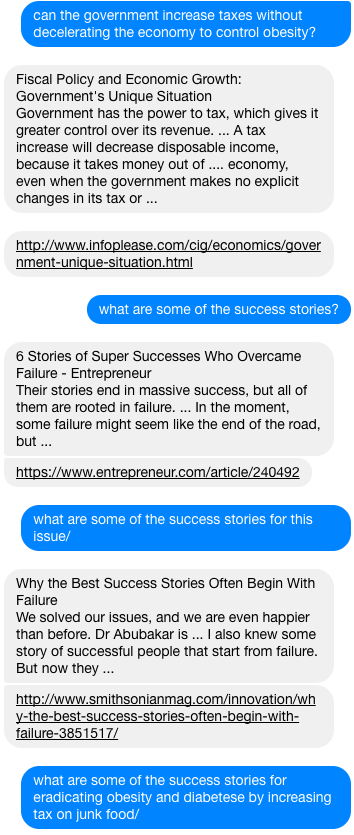 can the government increase taxes without
decelerating the economy to control obesity?
Fiscal Policy and Economic Growth:
Government's Unique Situation
Government has the power to tax, which gives it
greater control over its revenue. ... A tax
increase will decrease disposable income,
because it takes money out of .... economy,
even when the government makes no explicit
changes in its tax or ...
http://www.infoplease.com/cig/economics/gover
nment-unique-situation.html
what are some of the success stories?
6 Stories of Super Successes Who Overcame
Failure - Entrepreneur
Their stories end in massive success, but all of
them are rooted in failure. ... In the moment,
some failure might seem like the end of the road,
but ...
https://www.entrepreneur.com/article/240492
what are some of the success stories for this
issue/
Why the Best Success Stories Often Begin With
Failure
We solved our issues, and we are even happier
than before. Dr Abubakar is ... I also knew some
story of successful people that start from failure.
But now they ...
http://www.smithsonianmag.com/innovation/wh
y-the-best-success-stories-often-begin-with-
failure-3851517/
what are some of the success stories for
eradicating obesity and diabetese by increasing
tax on junk food/